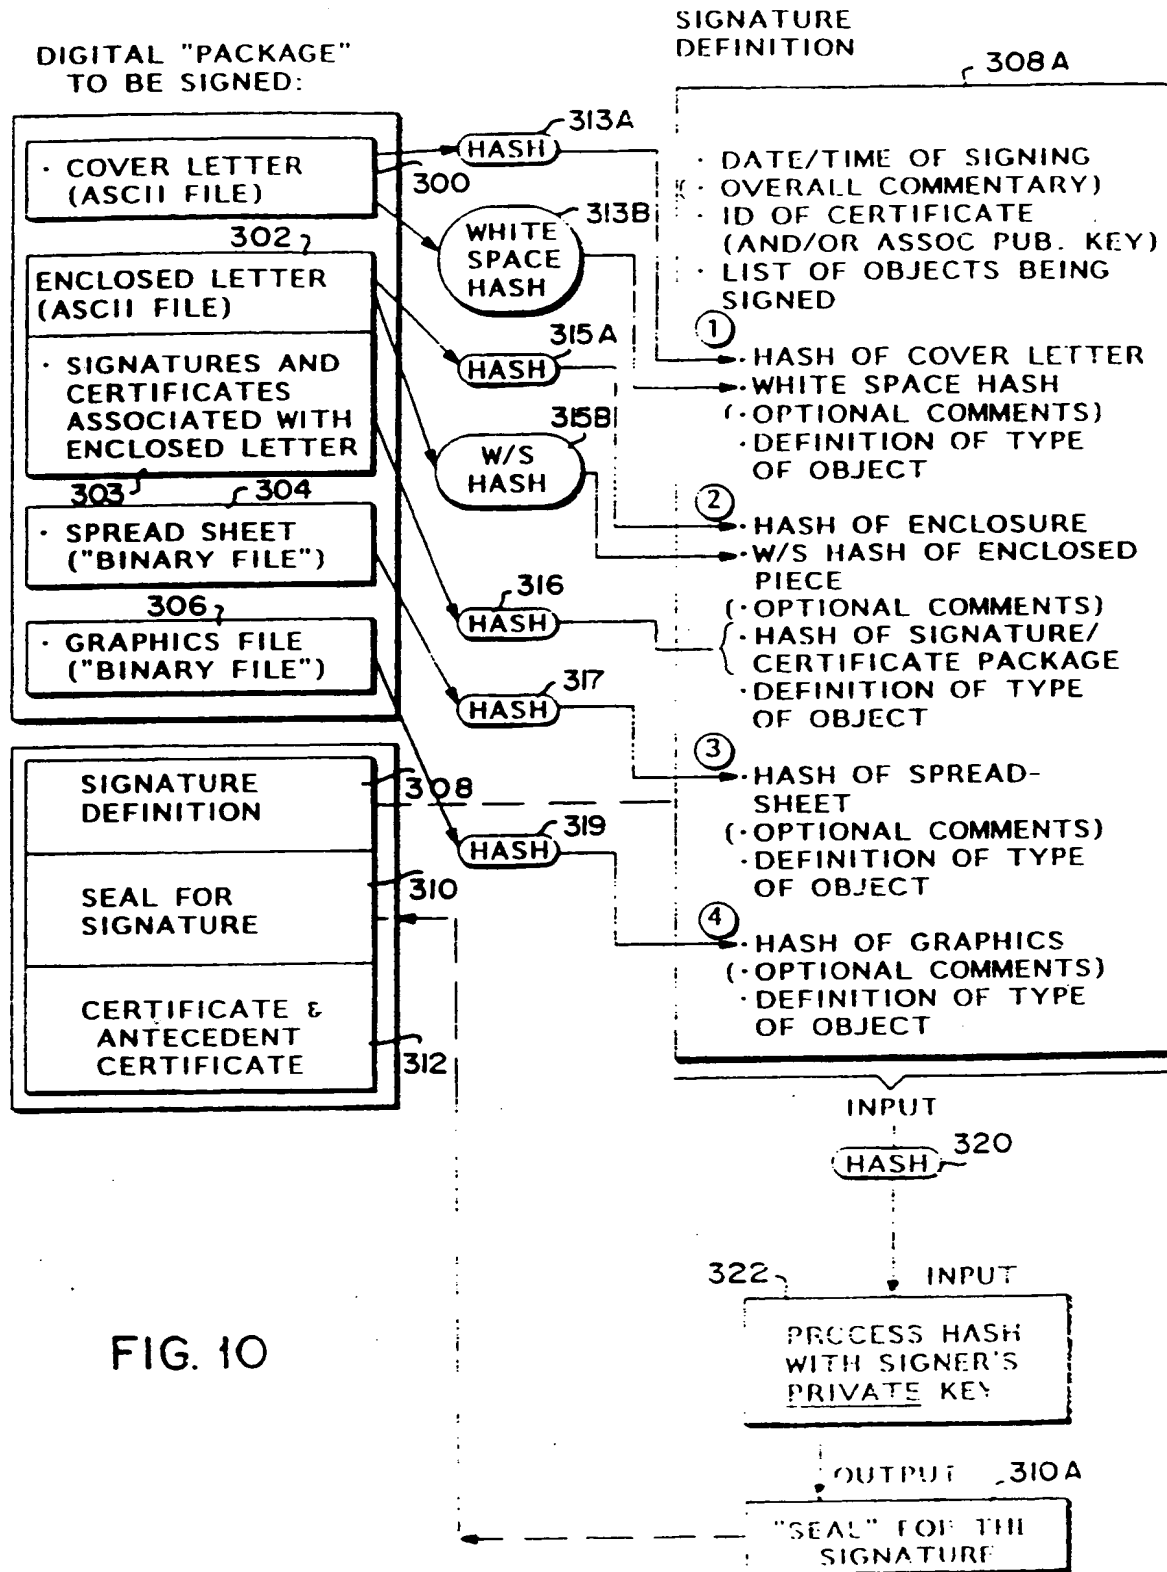 DIGITAL "PACKAGE"
TO BE SIGNED:
· COVER LETTER
(ASCII FILE)
300
302
ENCLOSED LETTER
(ASCII FILE)
· SIGNATURES AND
CERTIFICATES
ASSOCIATED WITH
ENCLOSED LETTER
303
304
· SPREAD SHEET
("BINARY FILE")
306
· GRAPHICS FILE
("BINARY FILE")
SIGNATURE
DEFINITION
308
SEAL FOR
SIGNATURE
310
CERTIFICATE &
ANTECEDENT
CERTIFICATE
312
HASH
313A
WHITE
SPACE
HASH
313B
HASH
315A
W/S
HASH
315B
HASH
316
HASH
317
HASH
319
SIGNATURE
DEFINITION
308A
· DATE/TIME OF SIGNING
(· OVERALL COMMENTARY)
· ID OF CERTIFICATE
(AND/OR ASSOC PUB. KEY)
· LIST OF OBJECTS BEING
SIGNED
1
· HASH OF COVER LETTER
· WHITE SPACE HASH
(· OPTIONAL COMMENTS)
· DEFINITION OF TYPE
OF OBJECT
2
· HASH OF ENCLOSURE
· W/S HASH OF ENCLOSED
PIECE
(· OPTIONAL COMMENTS)
· HASH OF SIGNATURE/
CERTIFICATE PACKAGE
· DEFINITION OF TYPE
OF OBJECT
3
· HASH OF SPREAD-
SHEET
(· OPTIONAL COMMENTS)
· DEFINITION OF TYPE
OF OBJECT
4
· HASH OF GRAPHICS
(· OPTIONAL COMMENTS)
· DEFINITION OF TYPE
OF OBJECT
INPUT
HASH
320
INPUT
322
PROCESS HASH
WITH SIGNER'S
PRIVATE KEY
OUTPUT
310A
"SEAL" FOR THE
SIGNATURE
FIG. 10